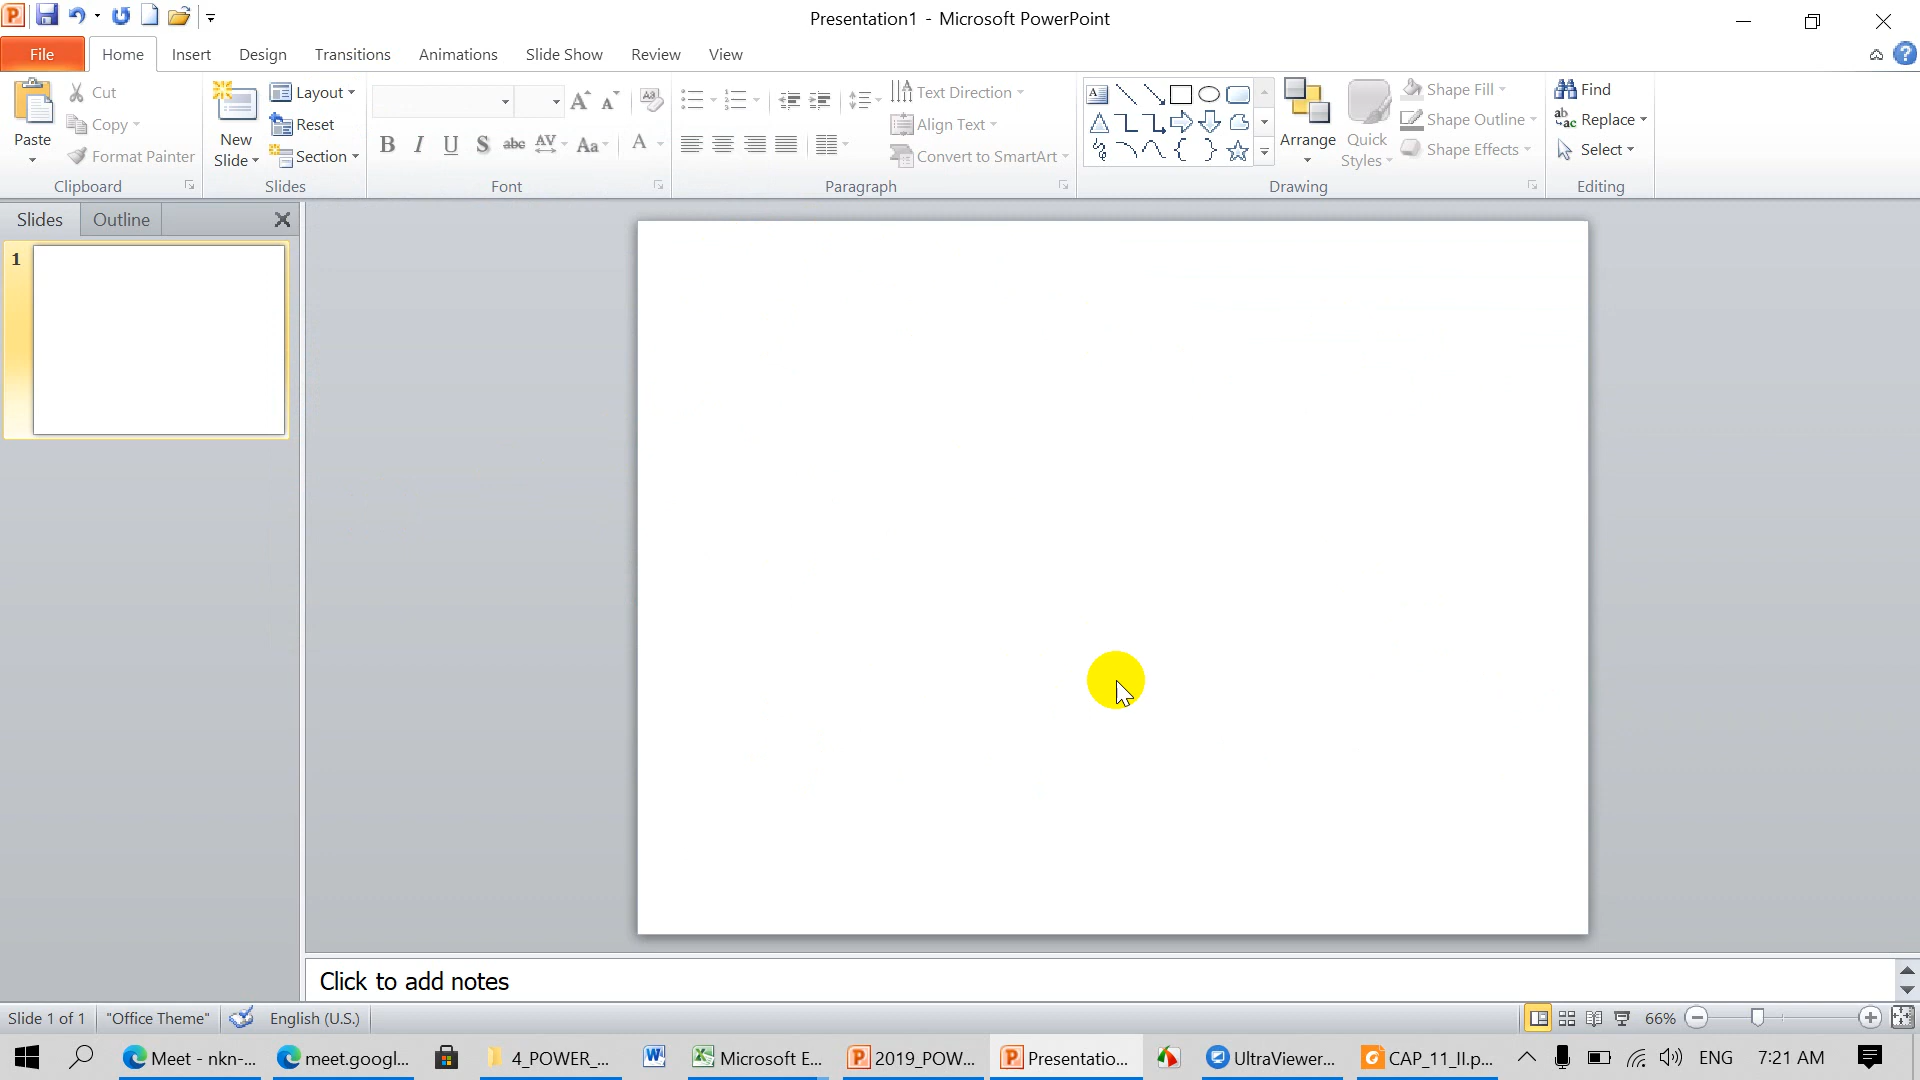 Presentation1 - Microsoft PowerPoint
File Home Insert Design Transitions Animations Slide Show Review View
Paste
Cut
Copy
Format Painter
Clipboard
New
Slide
Layout
Reset
Section
Slides
Font
Text Direction
Align Text
Convert to SmartArt
Paragraph
Arrange
Quick
Styles
Shape Fill
Shape Outline
Shape Effects
Drawing
Find
Replace
Select
Editing
Slides Outline
1
Click to add notes
Slide 1 of 1 "Office Theme" English (U.S.) 66%
Meet - nkn-... meet.googl... 4_POWER_... Microsoft E... 2019_POW... Presentatio... UltraViewer... CAP_11_II.p... ENG 7:21 AM